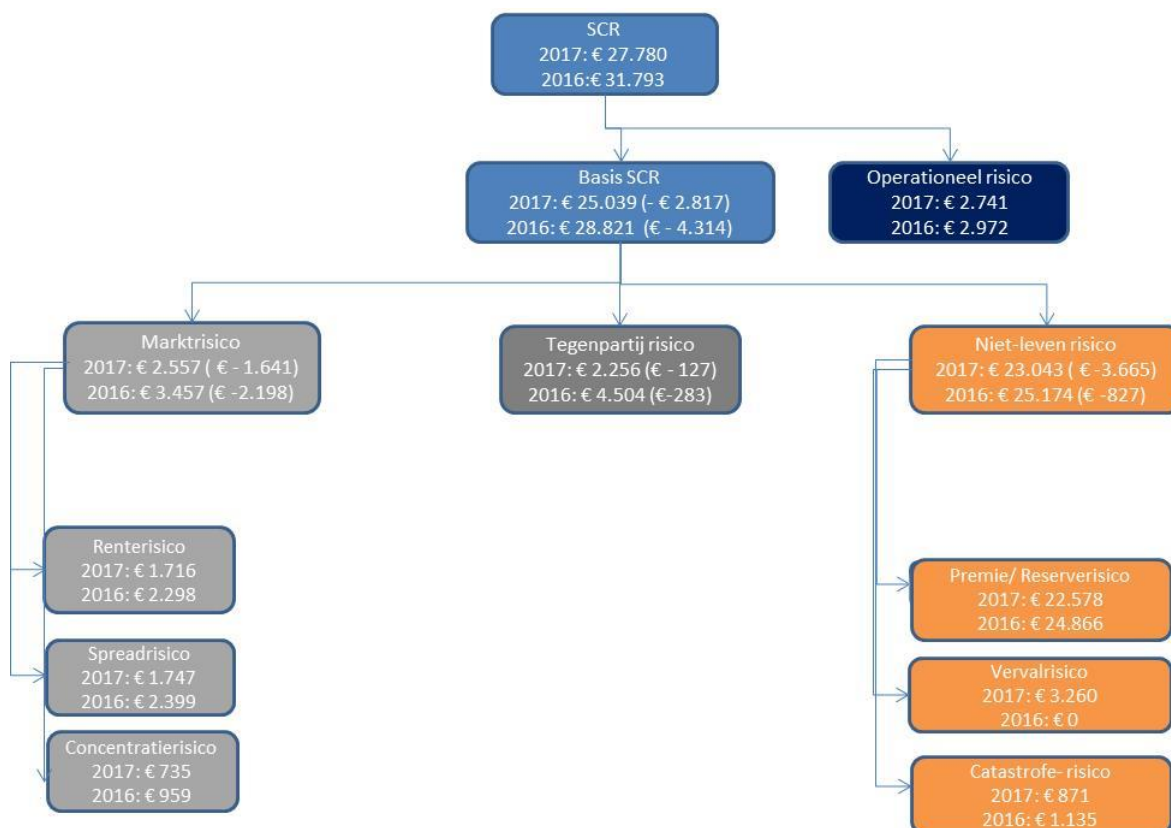 SCR
2017: € 27.780
2016:€ 31.793
Basis SCR
2017: € 25.039 (- € 2.817)
2016: € 28.821 (€ - 4.314)
Operationeel risico
2017: € 2.741
2016: € 2.972
Marktrisico
2017: € 2.557 ( € - 1.641)
2016: € 3.457 (€ -2.198)
Tegenpartij risico
2017: € 2.256 (€ - 127)
2016: € 4.504 (€-283)
Niet-leven risico
2017: € 23.043 ( € -3.665)
2016: € 25.174 (€ -827)
Renterisico
2017: € 1.716
2016: € 2.298
Spreadrisico
2017: € 1.747
2016: € 2.399
Concentratierisico
2017: € 735
2016: € 959
Premie/ Reserverisico
2017: € 22.578
2016: € 24.866
Vervalrisico
2017: € 3.260
2016: € 0
Catastrofe- risico
2017: € 871
2016: € 1.135